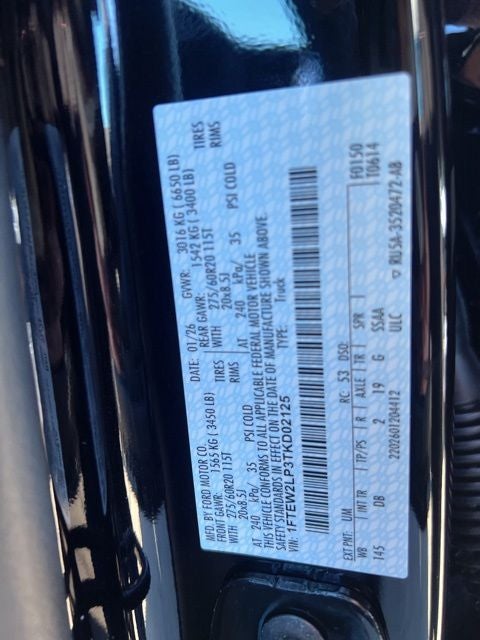 MFD. BY FORD MOTOR CO.
DATE: 01/26 GVWR: 3016 KG ( 6650 LB)
FRONT GAWR: 1565 KG ( 3450 LB) REAR GAWR: 1542 KG ( 3400 LB)
WITH 275/60R20 115T TIRES WITH 275/60R20 115T TIRES
20x8.5J RIMS 20x8.5J RIMS
AT 240 kPa/ 35 PSI COLD AT 240 kPa/ 35 PSI COLD
THIS VEHICLE CONFORMS TO ALL APPLICABLE FEDERAL MOTOR VEHICLE
SAFETY STANDARDS IN EFFECT ON THE DATE OF MANUFACTURE SHOWN ABOVE.
VIN: 1FTEW2LP3TKD02125 TYPE: Truck
F0150
T0614
EXT PNT: UM RC: 53 DSO:
WB INT TR TP/PS R AXLE TR SPR
145 DB 2 19 G SSAA
2202601204412 ULC ▽ RU5A-3520472-AB